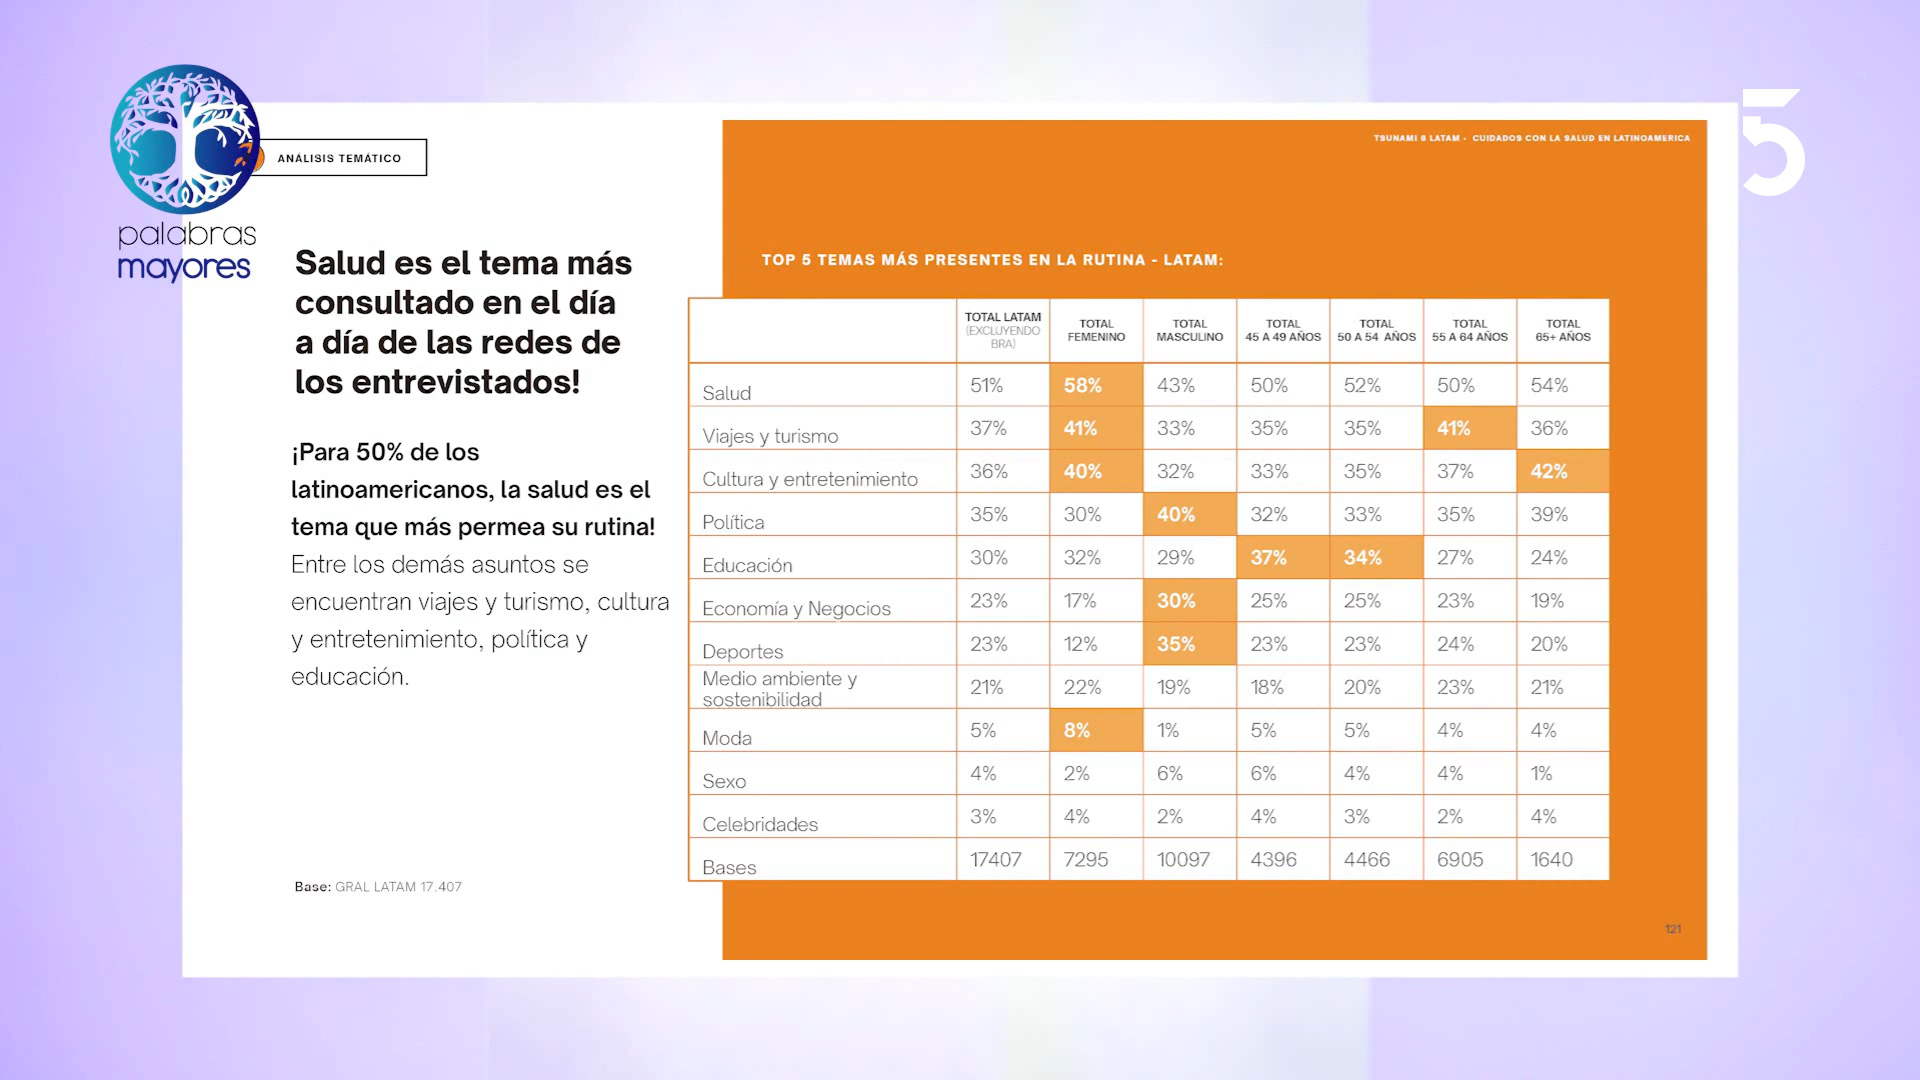 palabras
mayores
5
ANÁLISIS TEMÁTICO
Salud es el tema más
consultado en el día
a día de las redes de
los entrevistados!
¡Para 50% de los
latinoamericanos, la salud es el
tema que más permea su rutina!
Entre los demás asuntos se
encuentran viajes y turismo, cultura
y entretenimiento, política y
educación.
Base: GRAL LATAM 17.407
TSUNAMI 8 LATAM - CUIDADOS CON LA SALUD EN LATINOAMERICA
TOP 5 TEMAS MÁS PRESENTES EN LA RUTINA - LATAM:
TOTAL LATAM (EXCLUYENDO BRA) TOTAL FEMENINO TOTAL MASCULINO TOTAL 45 A 49 AÑOS TOTAL 50 A 54 AÑOS TOTAL 55 A 64 AÑOS TOTAL 65+ AÑOS
Salud 51% 58% 43% 50% 52% 50% 54%
Viajes y turismo 37% 41% 33% 35% 35% 41% 36%
Cultura y entretenimiento 36% 40% 32% 33% 35% 37% 42%
Política 35% 30% 40% 32% 33% 35% 39%
Educación 30% 32% 29% 37% 34% 27% 24%
Economía y Negocios 23% 17% 30% 25% 25% 23% 19%
Deportes 23% 12% 35% 23% 23% 24% 20%
Medio ambiente y sostenibilidad 21% 22% 19% 18% 20% 23% 21%
Moda 5% 8% 1% 5% 5% 4% 4%
Sexo 4% 2% 6% 6% 4% 4% 1%
Celebridades 3% 4% 2% 4% 3% 2% 4%
Bases 17407 7295 10097 4396 4466 6905 1640
121